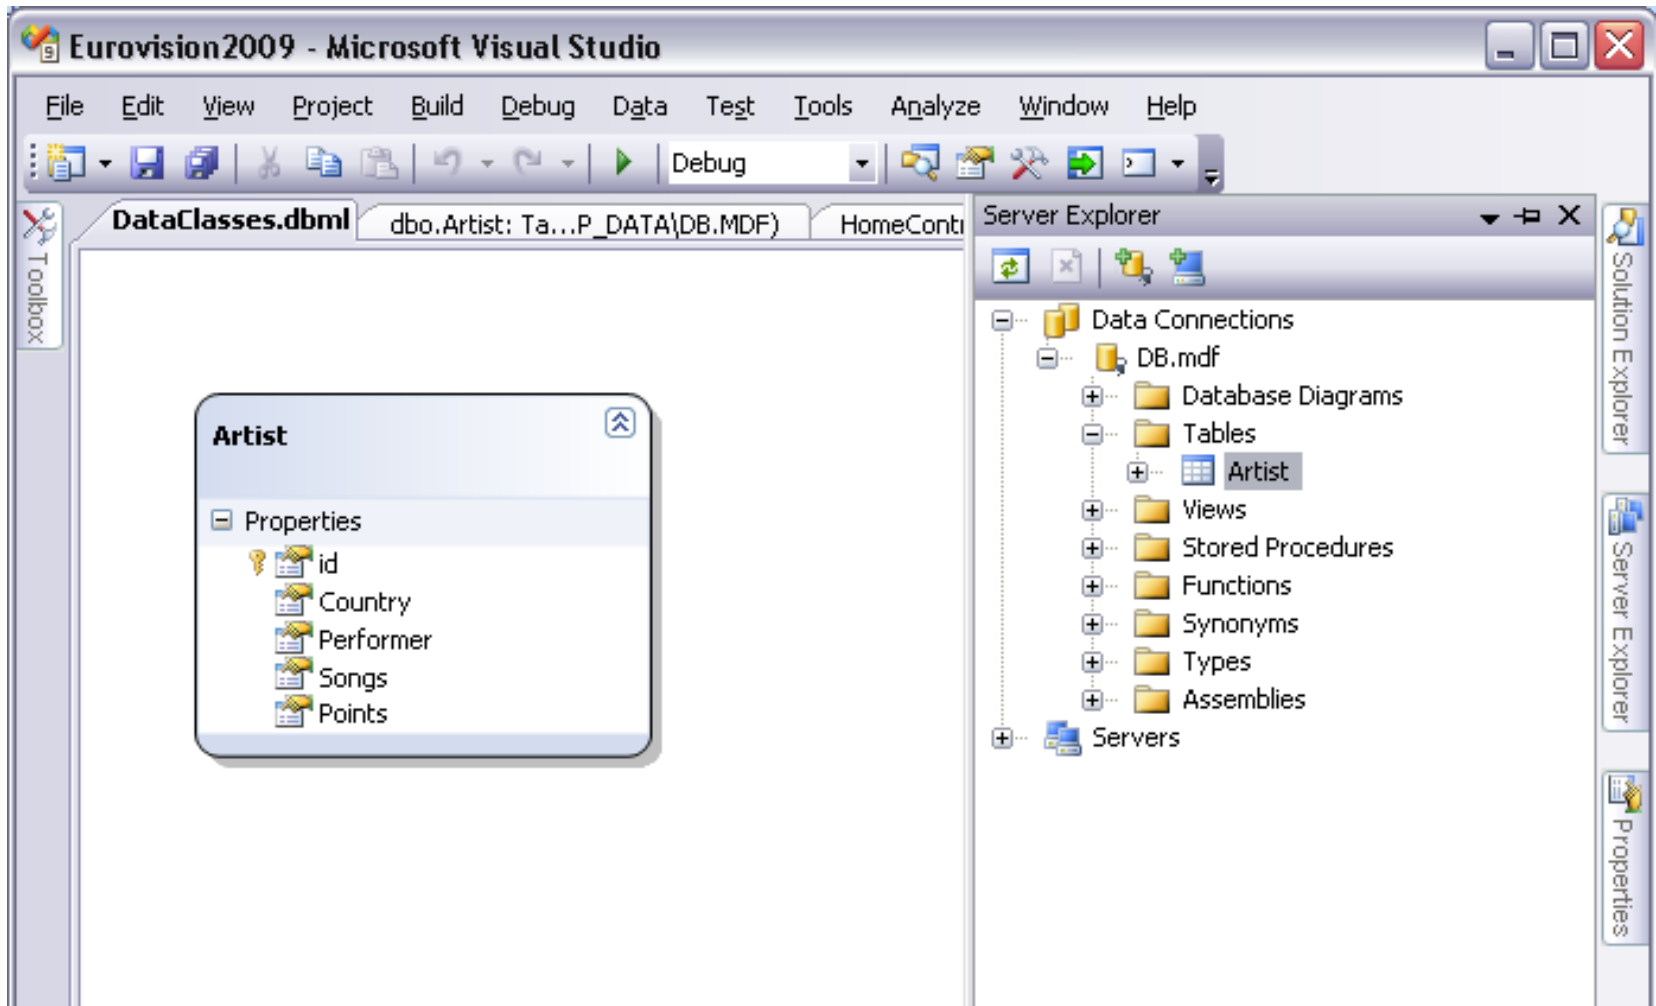 Eurovision2009 - Microsoft Visual Studio
File Edit View Project Build Debug Data Test Tools Analyze Window Help
Debug
Toolbox
DataClasses.dbml dbo.Artist: Ta...P_DATA\DB.MDF) HomeContr
Artist
Properties
id
Country
Performer
Songs
Points
Server Explorer
Data Connections
DB.mdf
Database Diagrams
Tables
Artist
Views
Stored Procedures
Functions
Synonyms
Types
Assemblies
Servers
Solution Explorer
Server Explorer
Properties